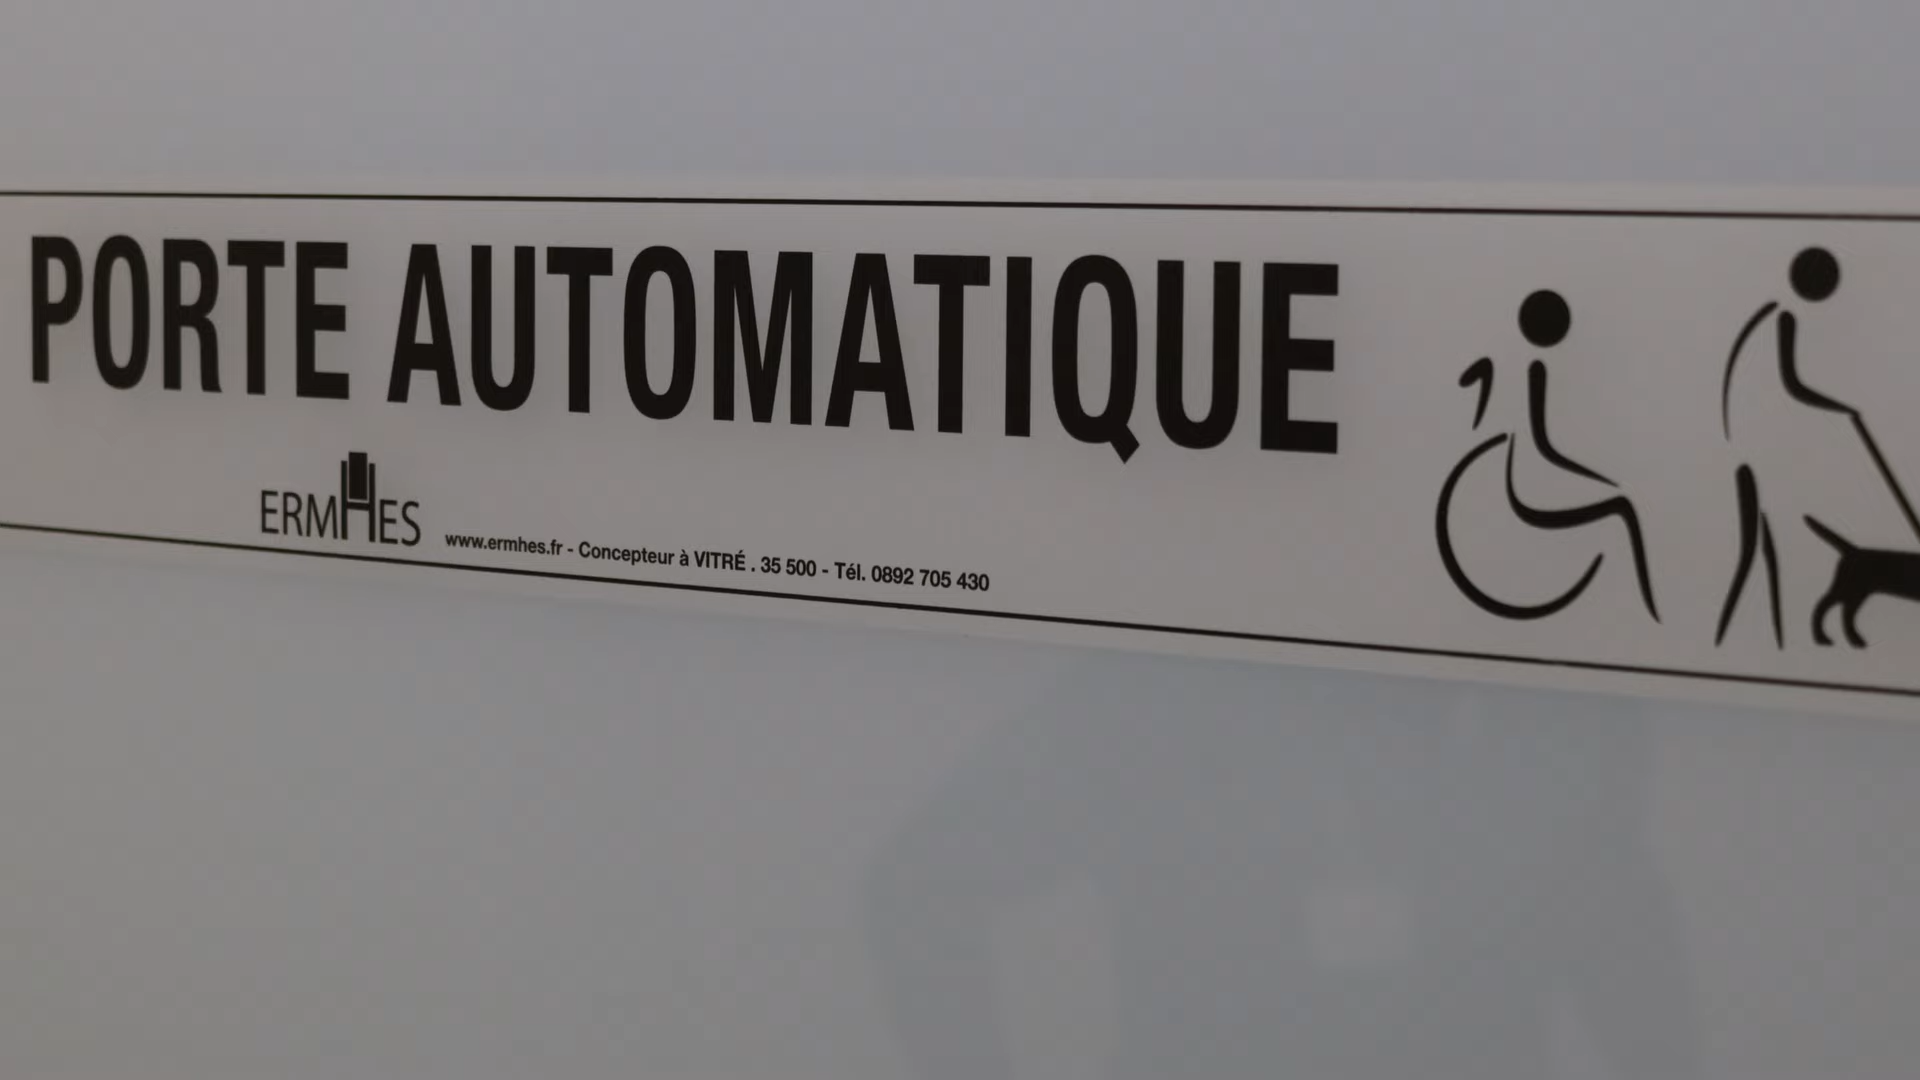 PORTE AUTOMATIQUE
ERMHES
www.ermhes.fr - Concepteur à VITRÉ . 35 500 - Tél. 0892 705 430